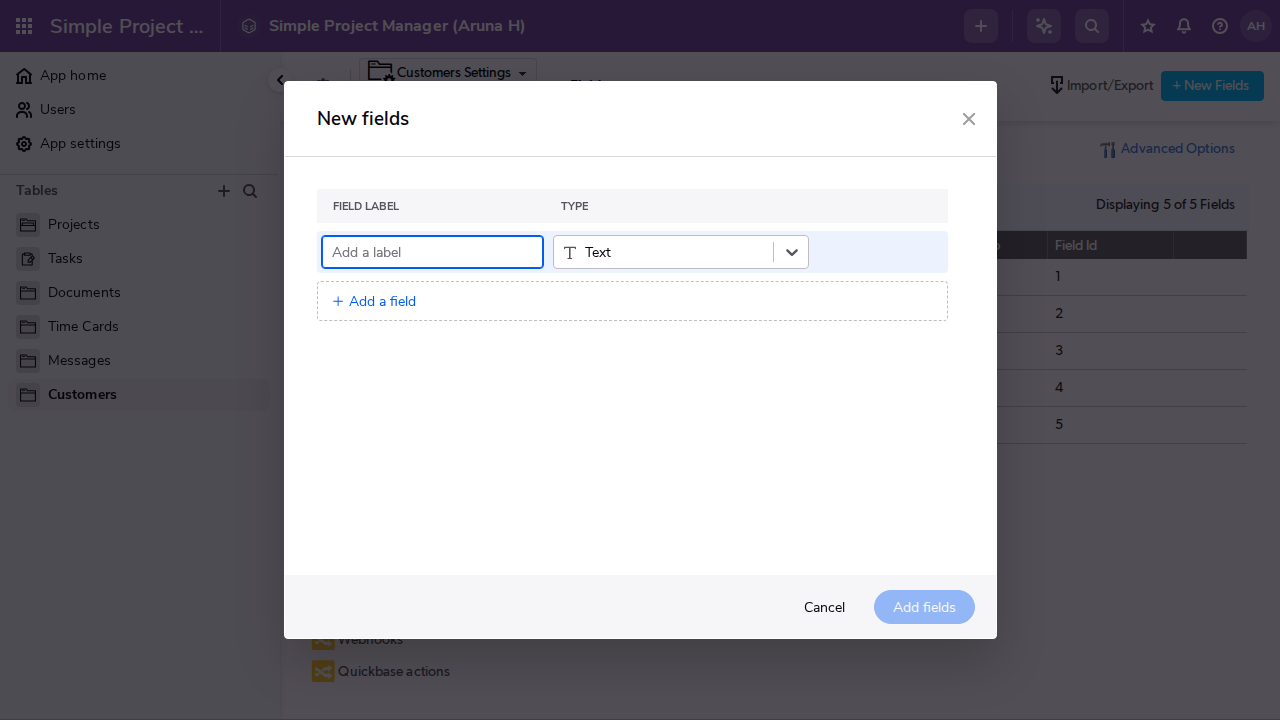 Simple Project ...
Simple Project Manager (Aruna H)
AH
App home
Users
App settings
Tables
Projects
Tasks
Documents
Time Cards
Messages
Customers
Customers Settings
Import/Export
+ New Fields
Advanced Options
Displaying 5 of 5 Fields
Field Id
1
2
3
4
5
New fields
FIELD LABEL
TYPE
Add a label
Text
+ Add a field
Cancel
Add fields
Webhooks
Quickbase actions